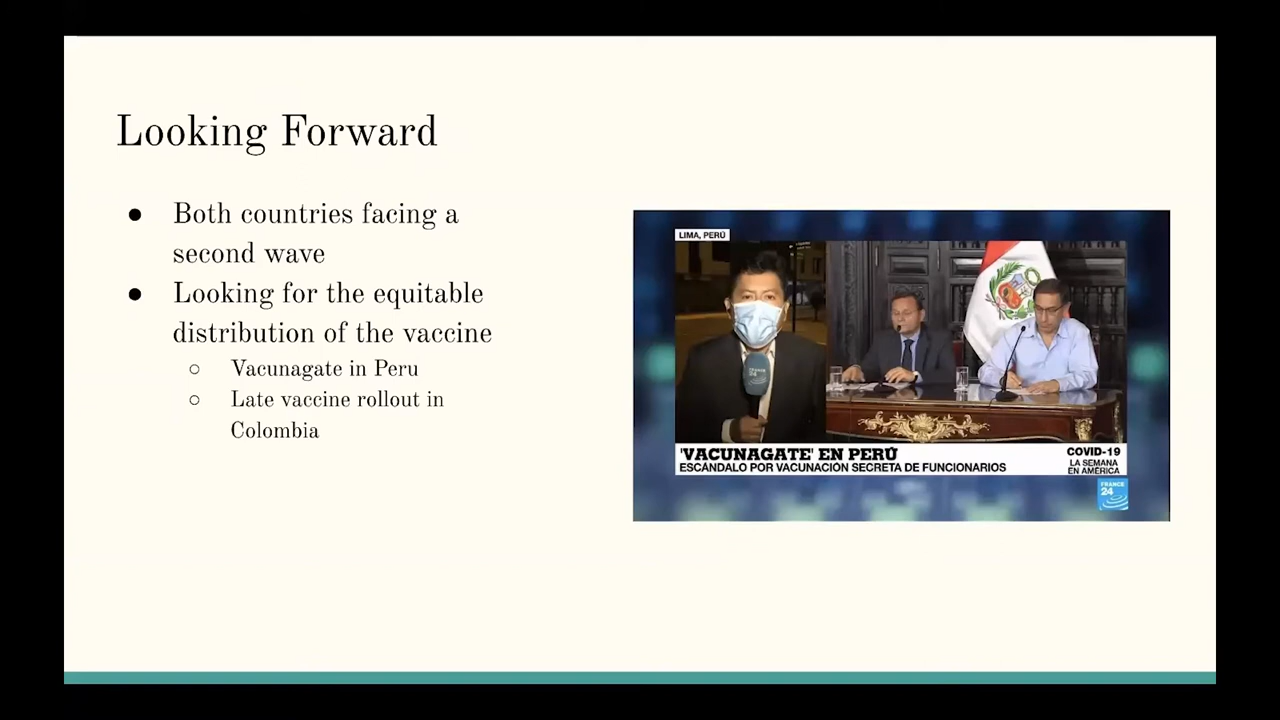 Looking Forward
● Both countries facing a
second wave
● Looking for the equitable
distribution of the vaccine
○ Vacunagate in Peru
○ Late vaccine rollout in
Colombia
LIMA, PERÚ
FRANCE
24
'VACUNAGATE' EN PERÚ
ESCÁNDALO POR VACUNACIÓN SECRETA DE FUNCIONARIOS
COVID-19
LA SEMANA
EN AMÉRICA
FRANCE
24